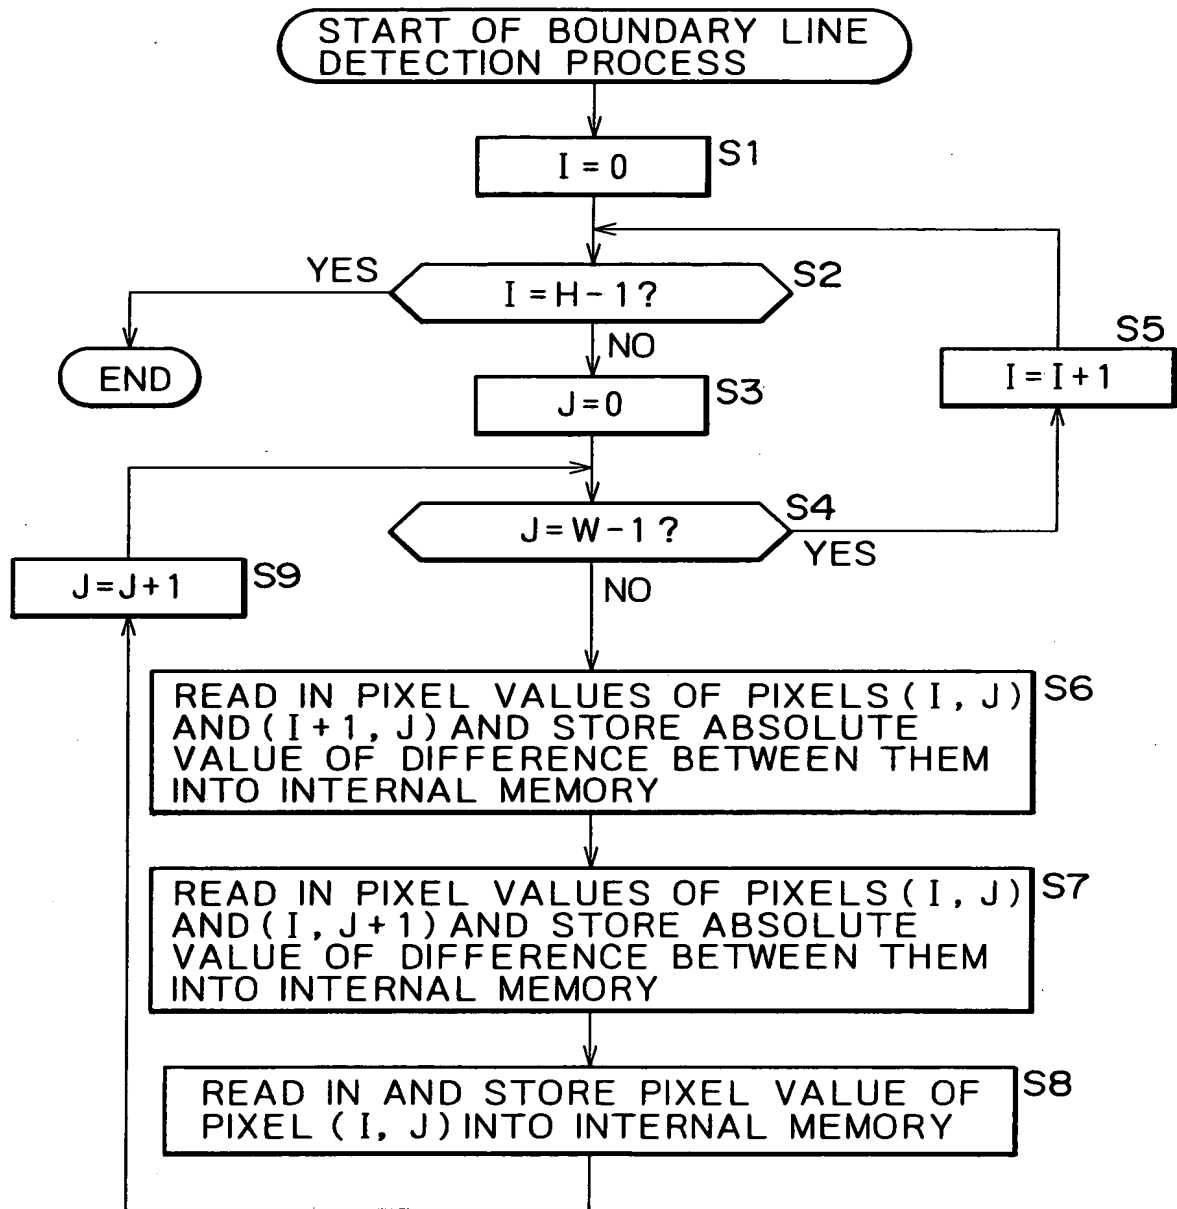 START OF BOUNDARY LINE
DETECTION PROCESS
I = 0
S1
YES
I = H - 1 ?
S2
NO
END
J = 0
S3
S5
I = I + 1
J = W - 1 ?
S4
YES
J = J + 1
S9
NO
READ IN PIXEL VALUES OF PIXELS (I, J)
AND (I + 1, J) AND STORE ABSOLUTE
VALUE OF DIFFERENCE BETWEEN THEM
INTO INTERNAL MEMORY
S6
READ IN PIXEL VALUES OF PIXELS (I, J)
AND (I, J + 1) AND STORE ABSOLUTE
VALUE OF DIFFERENCE BETWEEN THEM
INTO INTERNAL MEMORY
S7
READ IN AND STORE PIXEL VALUE OF
PIXEL (I, J) INTO INTERNAL MEMORY
S8